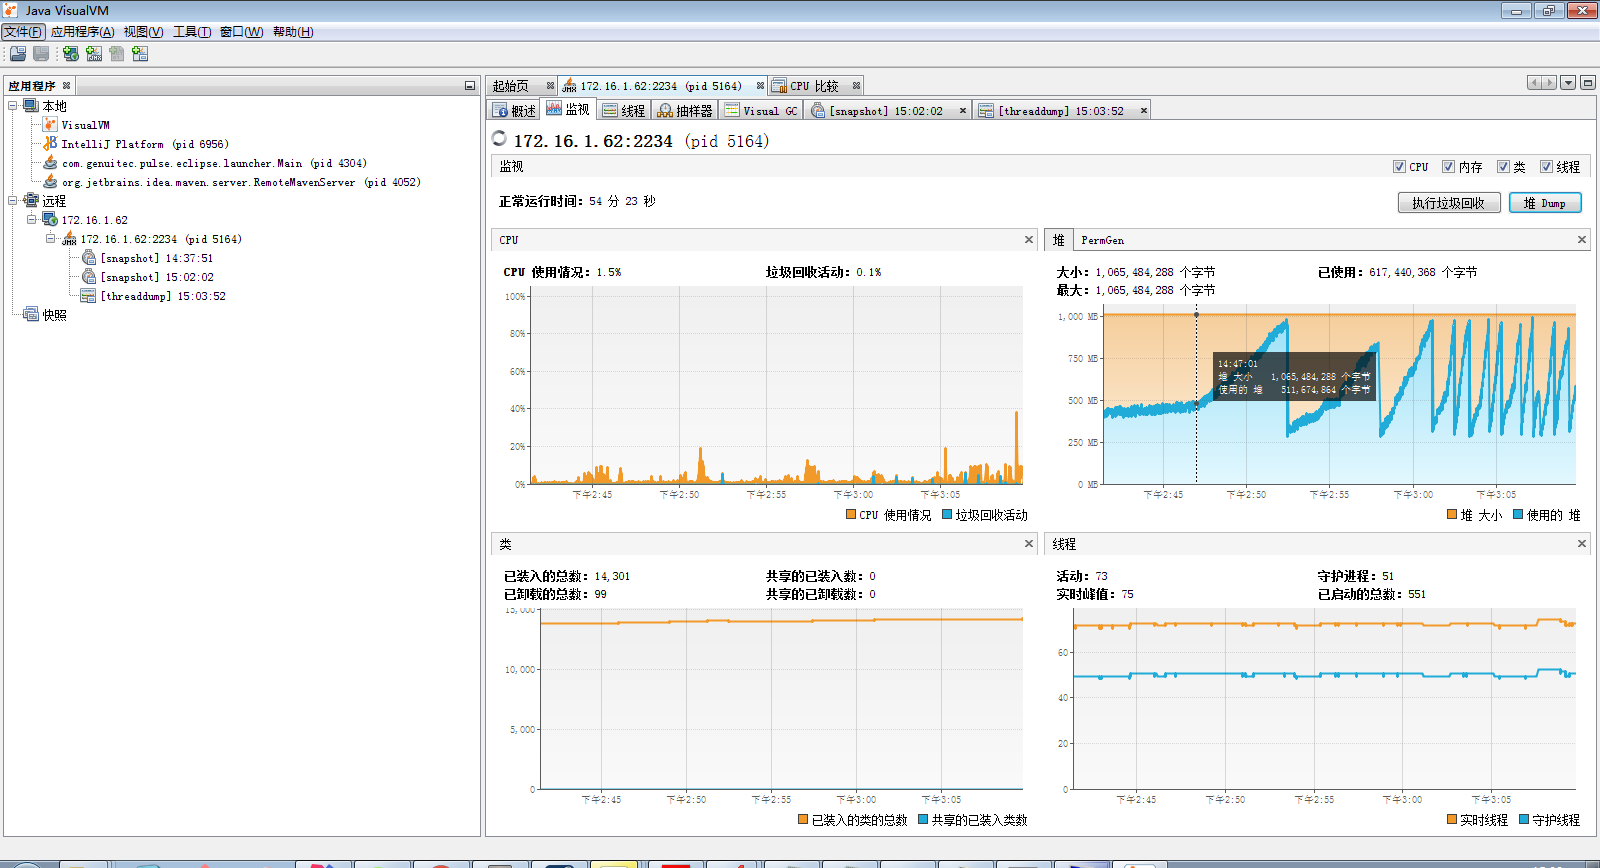 Java VisualVM
文件(F) 应用程序(A) 视图(V) 工具(T) 窗口(W) 帮助(H)
应用程序
本地
VisualVM
IntelliJ Platform (pid 6956)
com.genuitec.pulse.eclipse.launcher.Main (pid 4304)
org.jetbrains.idea.maven.server.RemoteMavenServer (pid 4052)
远程
172.16.1.62
172.16.1.62:2234 (pid 5164)
[snapshot] 14:37:51
[snapshot] 15:02:02
[threaddump] 15:03:52
快照
起始页 172.16.1.62:2234 (pid 5164) CPU 比较
概述 监视 线程 抽样器 Visual GC [snapshot] 15:02:02 [threaddump] 15:03:52
172.16.1.62:2234 (pid 5164)
监视 CPU 内存 类 线程
正常运行时间: 54 分 23 秒 执行垃圾回收 堆 Dump
CPU
CPU 使用情况: 1.5% 垃圾回收活动: 0.1%
100%
80%
60%
40%
20%
0%
下午2:45 下午2:50 下午2:55 下午3:00 下午3:05
CPU 使用情况 垃圾回收活动
堆 PermGen
大小: 1,065,484,288 个字节 已使用: 617,440,368 个字节
最大: 1,065,484,288 个字节
1,000 MB
750 MB
500 MB
250 MB
0 MB
14:47:01
堆 大小 1,065,484,288 个字节
使用的 堆 511,674,864 个字节
下午2:45 下午2:50 下午2:55 下午3:00 下午3:05
堆 大小 使用的 堆
类
已装入的总数: 14,301 共享的已装入数: 0
已卸载的总数: 99 共享的已卸载数: 0
15,000
10,000
5,000
0
下午2:45 下午2:50 下午2:55 下午3:00 下午3:05
已装入的类的总数 共享的已装入类数
线程
活动: 73 守护进程: 51
实时峰值: 75 已启动的总数: 551
60
40
20
0
下午2:45 下午2:50 下午2:55 下午3:00 下午3:05
实时线程 守护线程